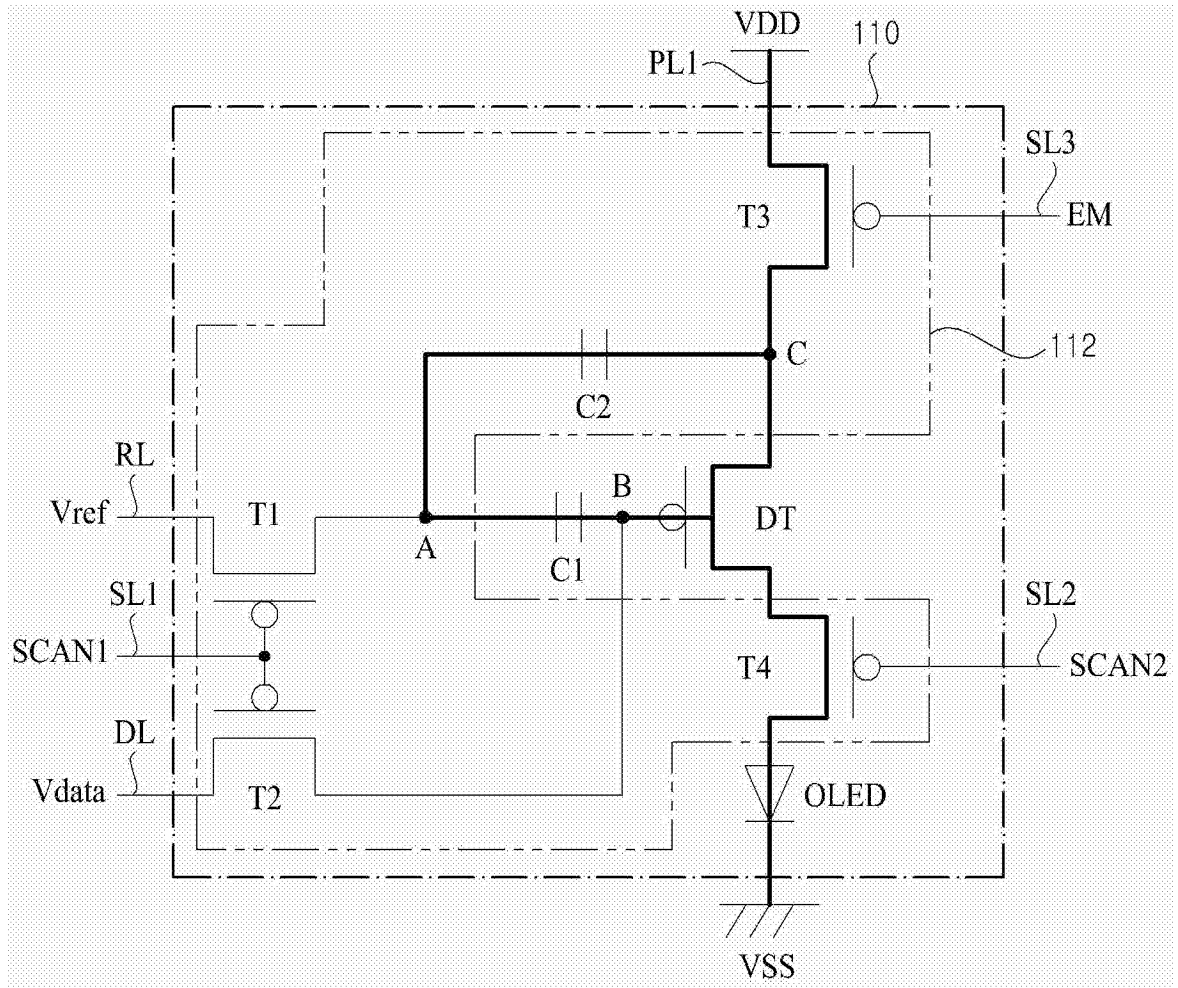 VDD
110
PL1
SL3
T3
EM
C
112
C2
RL
B
Vref
T1
DT
A
C1
SL1
SL2
SCAN1
T4
SCAN2
DL
Vdata
T2
OLED
VSS